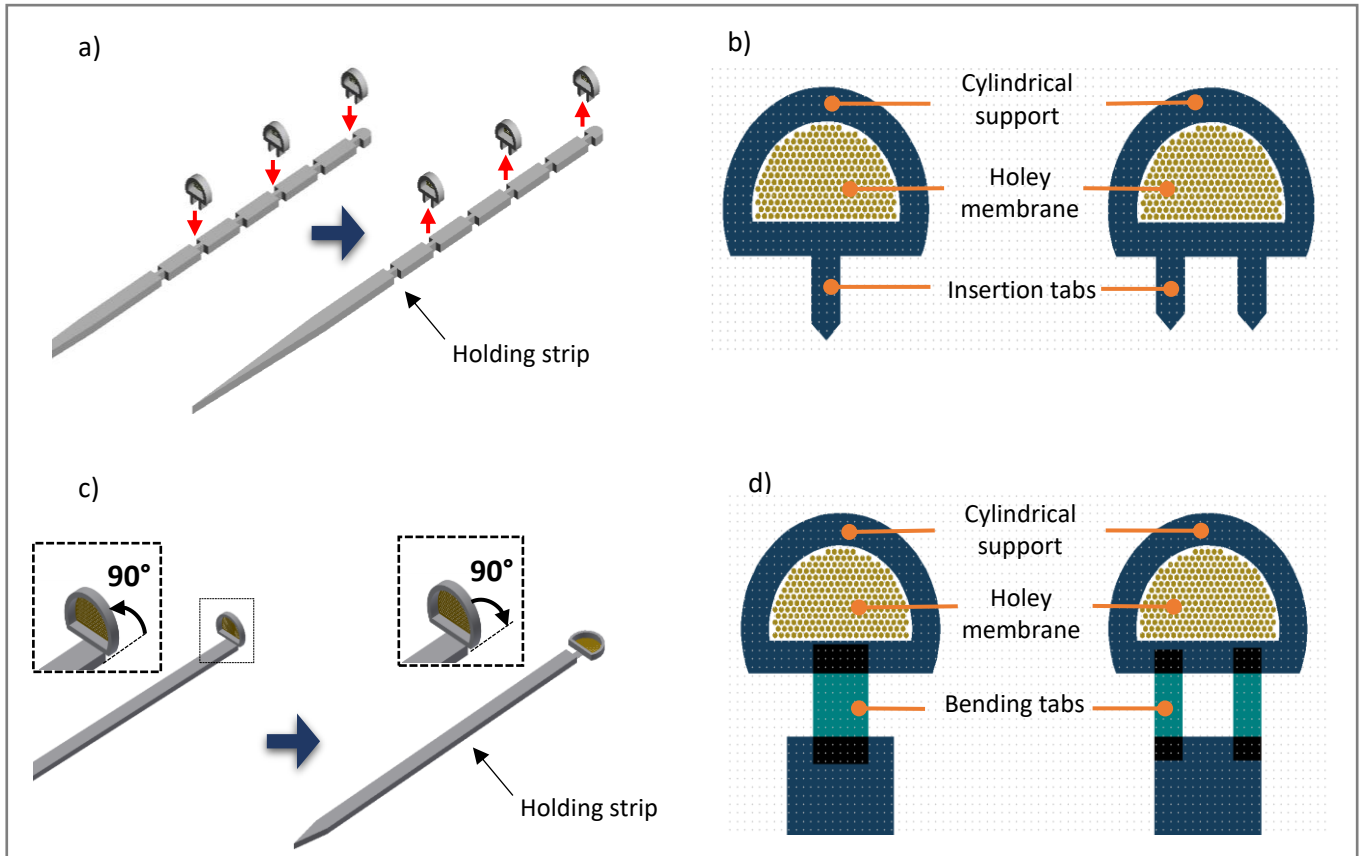 a)
Holding strip
b)
Cylindrical
support
Holey
membrane
Insertion tabs
c)
90°
90°
Holding strip
d)
Cylindrical
support
Holey
membrane
Bending tabs